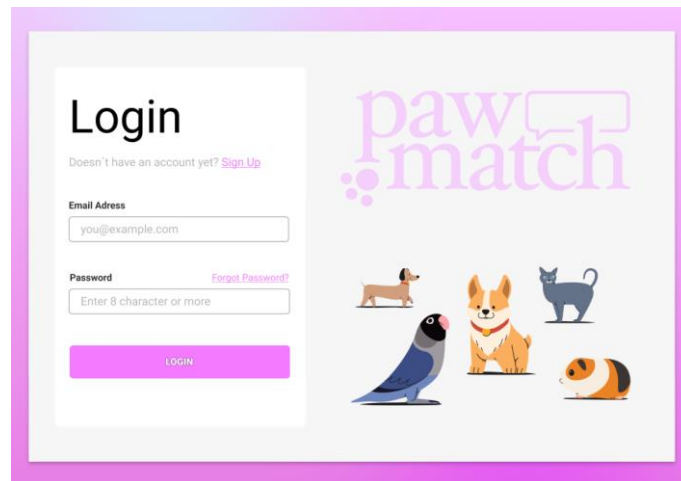 Login
Doesn´t have an account yet? Sign Up
Email Adress
you@example.com
Password Forgot Password?
Enter 8 character or more
LOGIN
paw
match